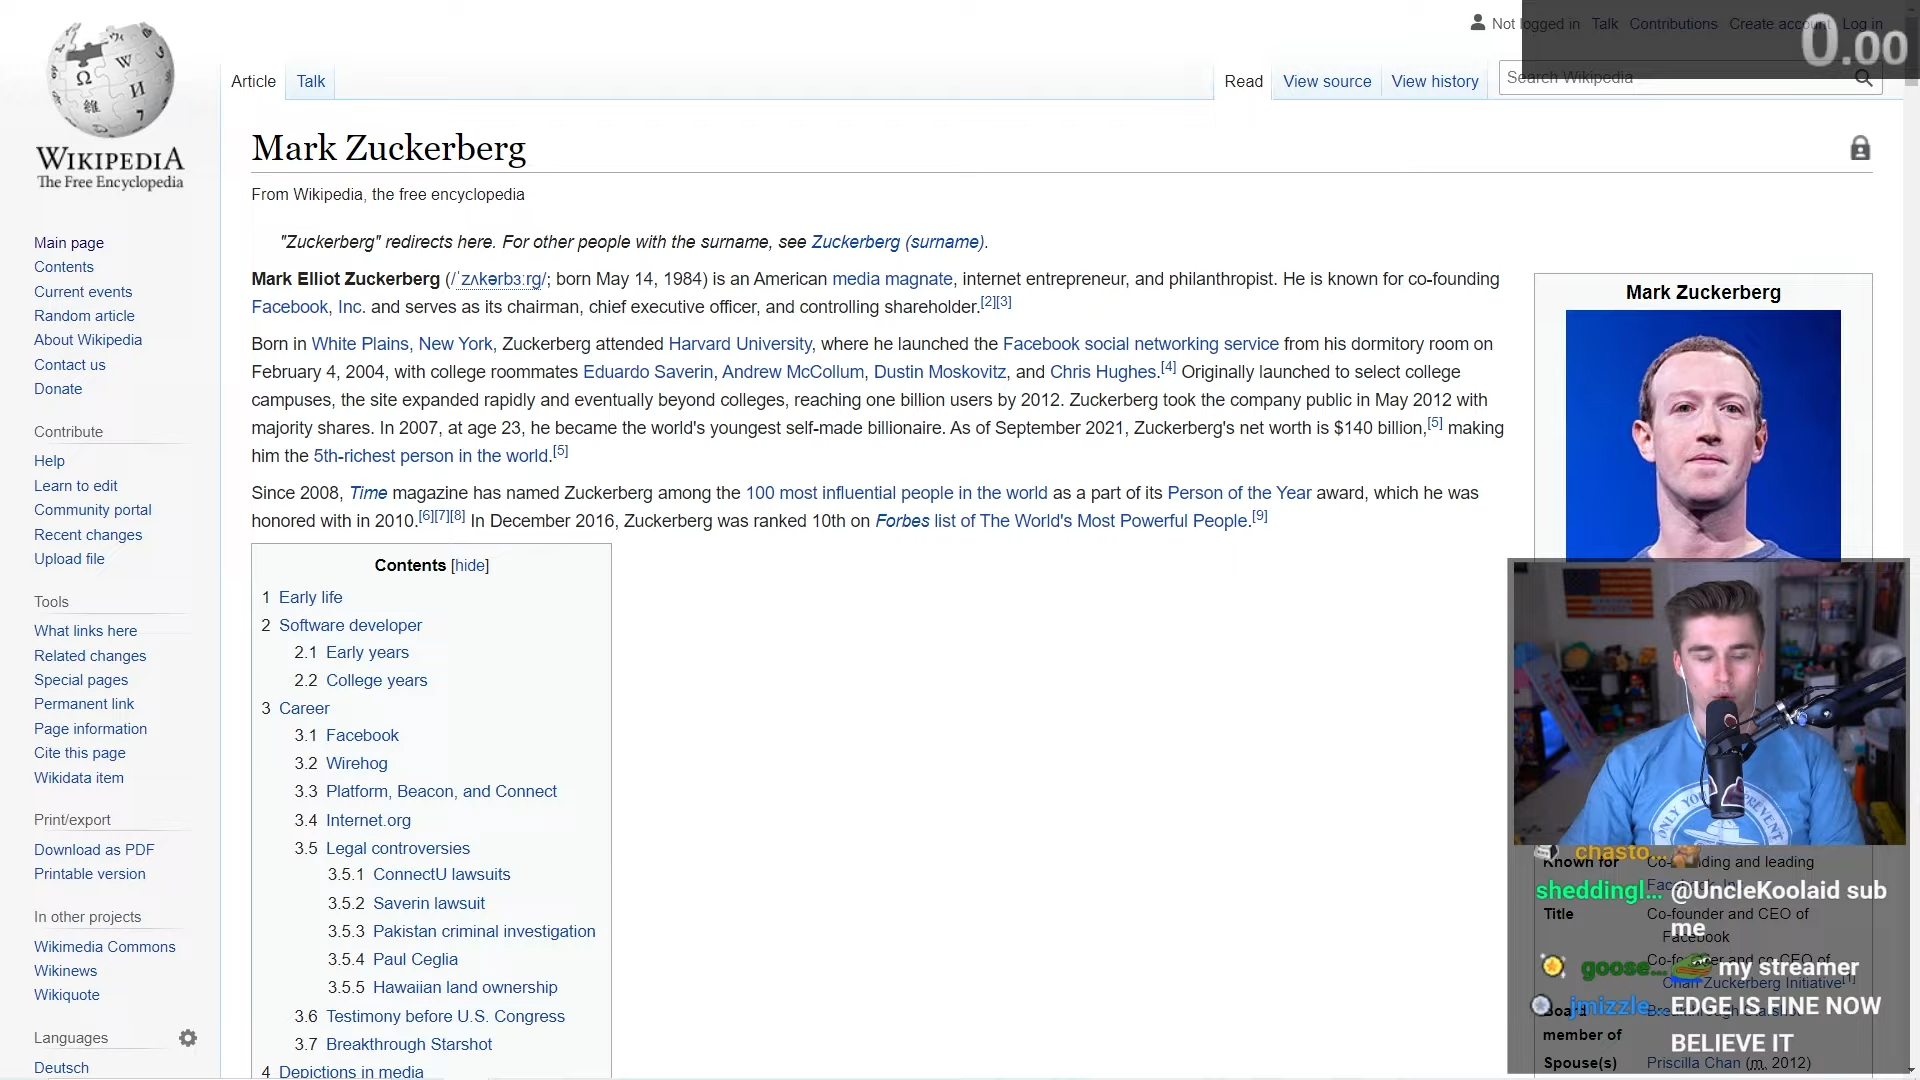 Not logged in Talk Contributions Create account Log in
0.00
Article Talk Read View source View history Search Wikipedia
WIKIPEDIA
The Free Encyclopedia
Main page
Contents
Current events
Random article
About Wikipedia
Contact us
Donate
Contribute
Help
Learn to edit
Community portal
Recent changes
Upload file
Tools
What links here
Related changes
Special pages
Permanent link
Page information
Cite this page
Wikidata item
Print/export
Download as PDF
Printable version
In other projects
Wikimedia Commons
Wikinews
Wikiquote
Languages
Deutsch
Mark Zuckerberg
From Wikipedia, the free encyclopedia
"Zuckerberg" redirects here. For other people with the surname, see Zuckerberg (surname).
Mark Elliot Zuckerberg (/ˈzʌkərbɜːrɡ/; born May 14, 1984) is an American media magnate, internet entrepreneur, and philanthropist. He is known for co-founding
Facebook, Inc. and serves as its chairman, chief executive officer, and controlling shareholder.[2][3]
Born in White Plains, New York, Zuckerberg attended Harvard University, where he launched the Facebook social networking service from his dormitory room on
February 4, 2004, with college roommates Eduardo Saverin, Andrew McCollum, Dustin Moskovitz, and Chris Hughes.[4] Originally launched to select college
campuses, the site expanded rapidly and eventually beyond colleges, reaching one billion users by 2012. Zuckerberg took the company public in May 2012 with
majority shares. In 2007, at age 23, he became the world's youngest self-made billionaire. As of September 2021, Zuckerberg's net worth is $140 billion,[5] making
him the 5th-richest person in the world.[5]
Since 2008, Time magazine has named Zuckerberg among the 100 most influential people in the world as a part of its Person of the Year award, which he was
honored with in 2010.[6][7][8] In December 2016, Zuckerberg was ranked 10th on Forbes list of The World's Most Powerful People.[9]
Contents [hide]
1 Early life
2 Software developer
2.1 Early years
2.2 College years
3 Career
3.1 Facebook
3.2 Wirehog
3.3 Platform, Beacon, and Connect
3.4 Internet.org
3.5 Legal controversies
3.5.1 ConnectU lawsuits
3.5.2 Saverin lawsuit
3.5.3 Pakistan criminal investigation
3.5.4 Paul Ceglia
3.5.5 Hawaiian land ownership
3.6 Testimony before U.S. Congress
3.7 Breakthrough Starshot
4 Depictions in media
Mark Zuckerberg
ONLY YOU PREVENT
chasto...
Known for
sheddingl... @UncleKoolaid sub
me
Title Co-founder and CEO of
Facebook
goose... my streamer
Chan Zuckerberg Initiative[1]
jmizzle... EDGE IS FINE NOW
BELIEVE IT
Board
member of
Spouse(s) Priscilla Chan (m. 2012)